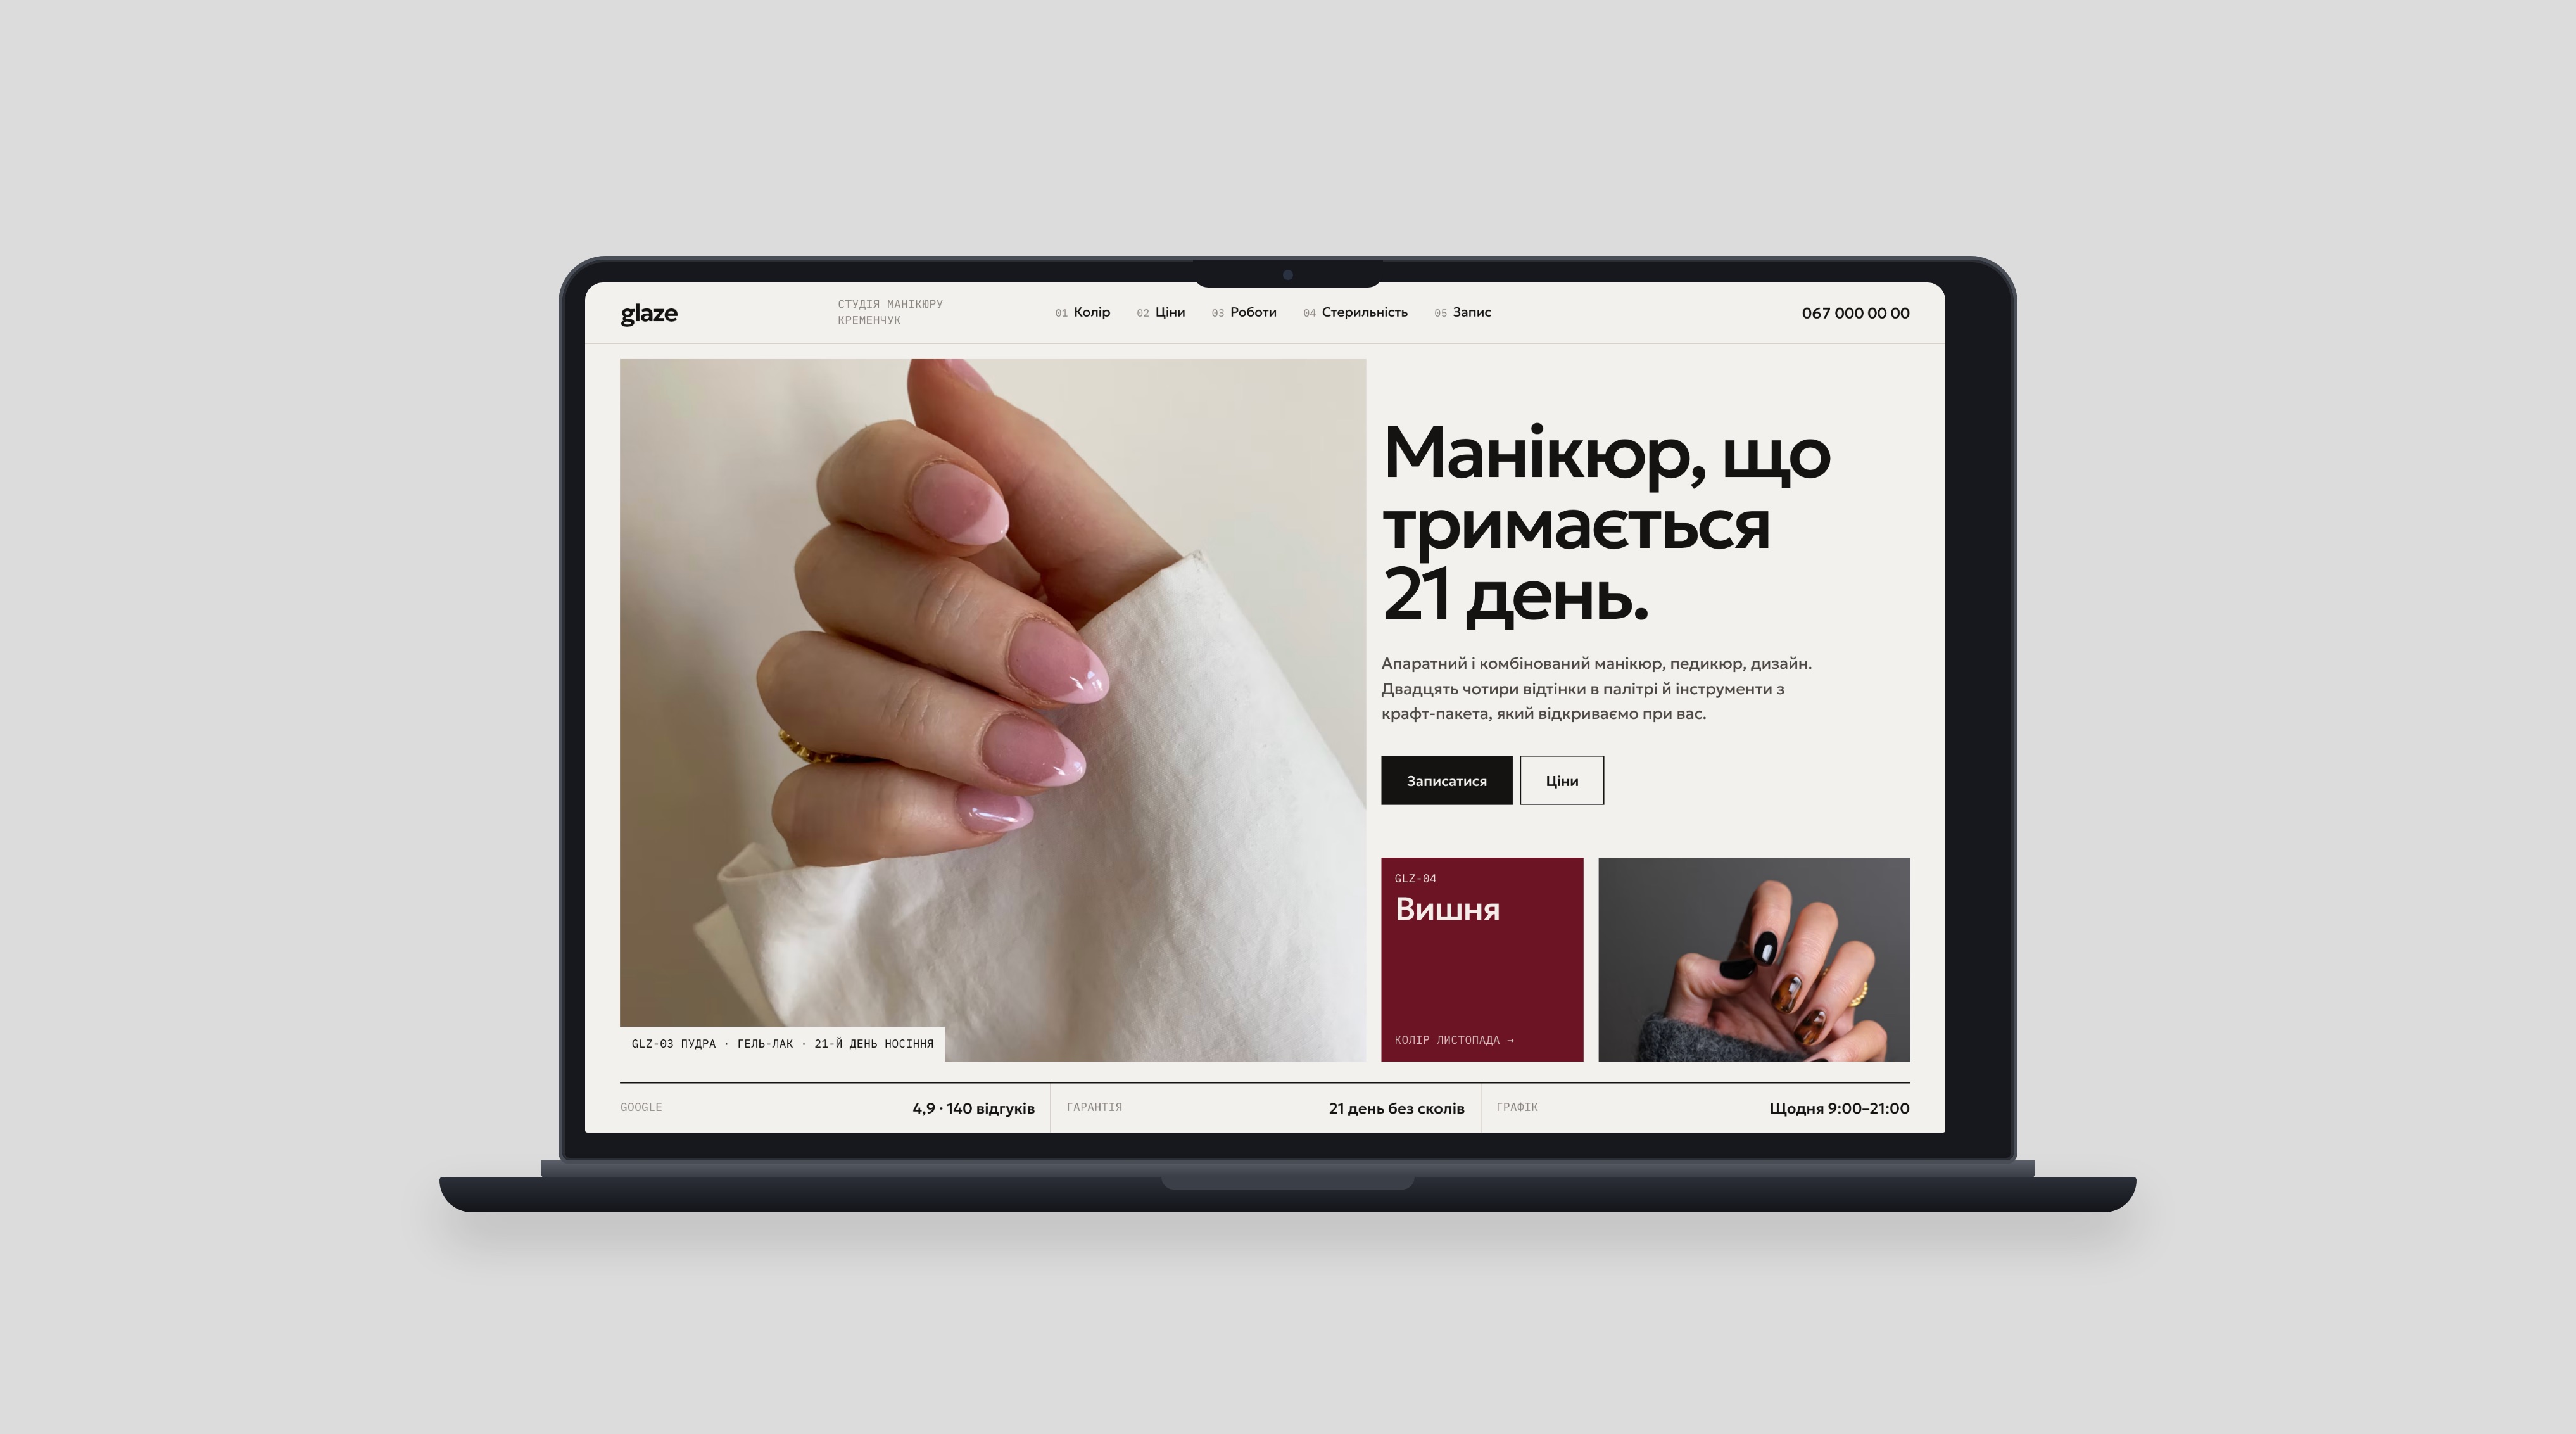 glaze
СТУДІЯ МАНІКЮРУ
КРЕМЕНЧУК
01 Колір 02 Ціни 03 Роботи 04 Стерильність 05 Запис
067 000 00 00
Манікюр, що
тримається
21 день.
Апаратний і комбінований манікюр, педикюр, дизайн.
Двадцять чотири відтінки в палітрі й інструменти з
крафт-пакета, який відкриваємо при вас.
Записатися
Ціни
GLZ-04
Вишня
КОЛІР ЛИСТОПАДА →
GLZ-03 ПУДРА · ГЕЛЬ-ЛАК · 21-Й ДЕНЬ НОСІННЯ
GOOGLE 4,9 · 140 відгуків
ГАРАНТІЯ 21 день без сколів
ГРАФІК Щодня 9:00–21:00